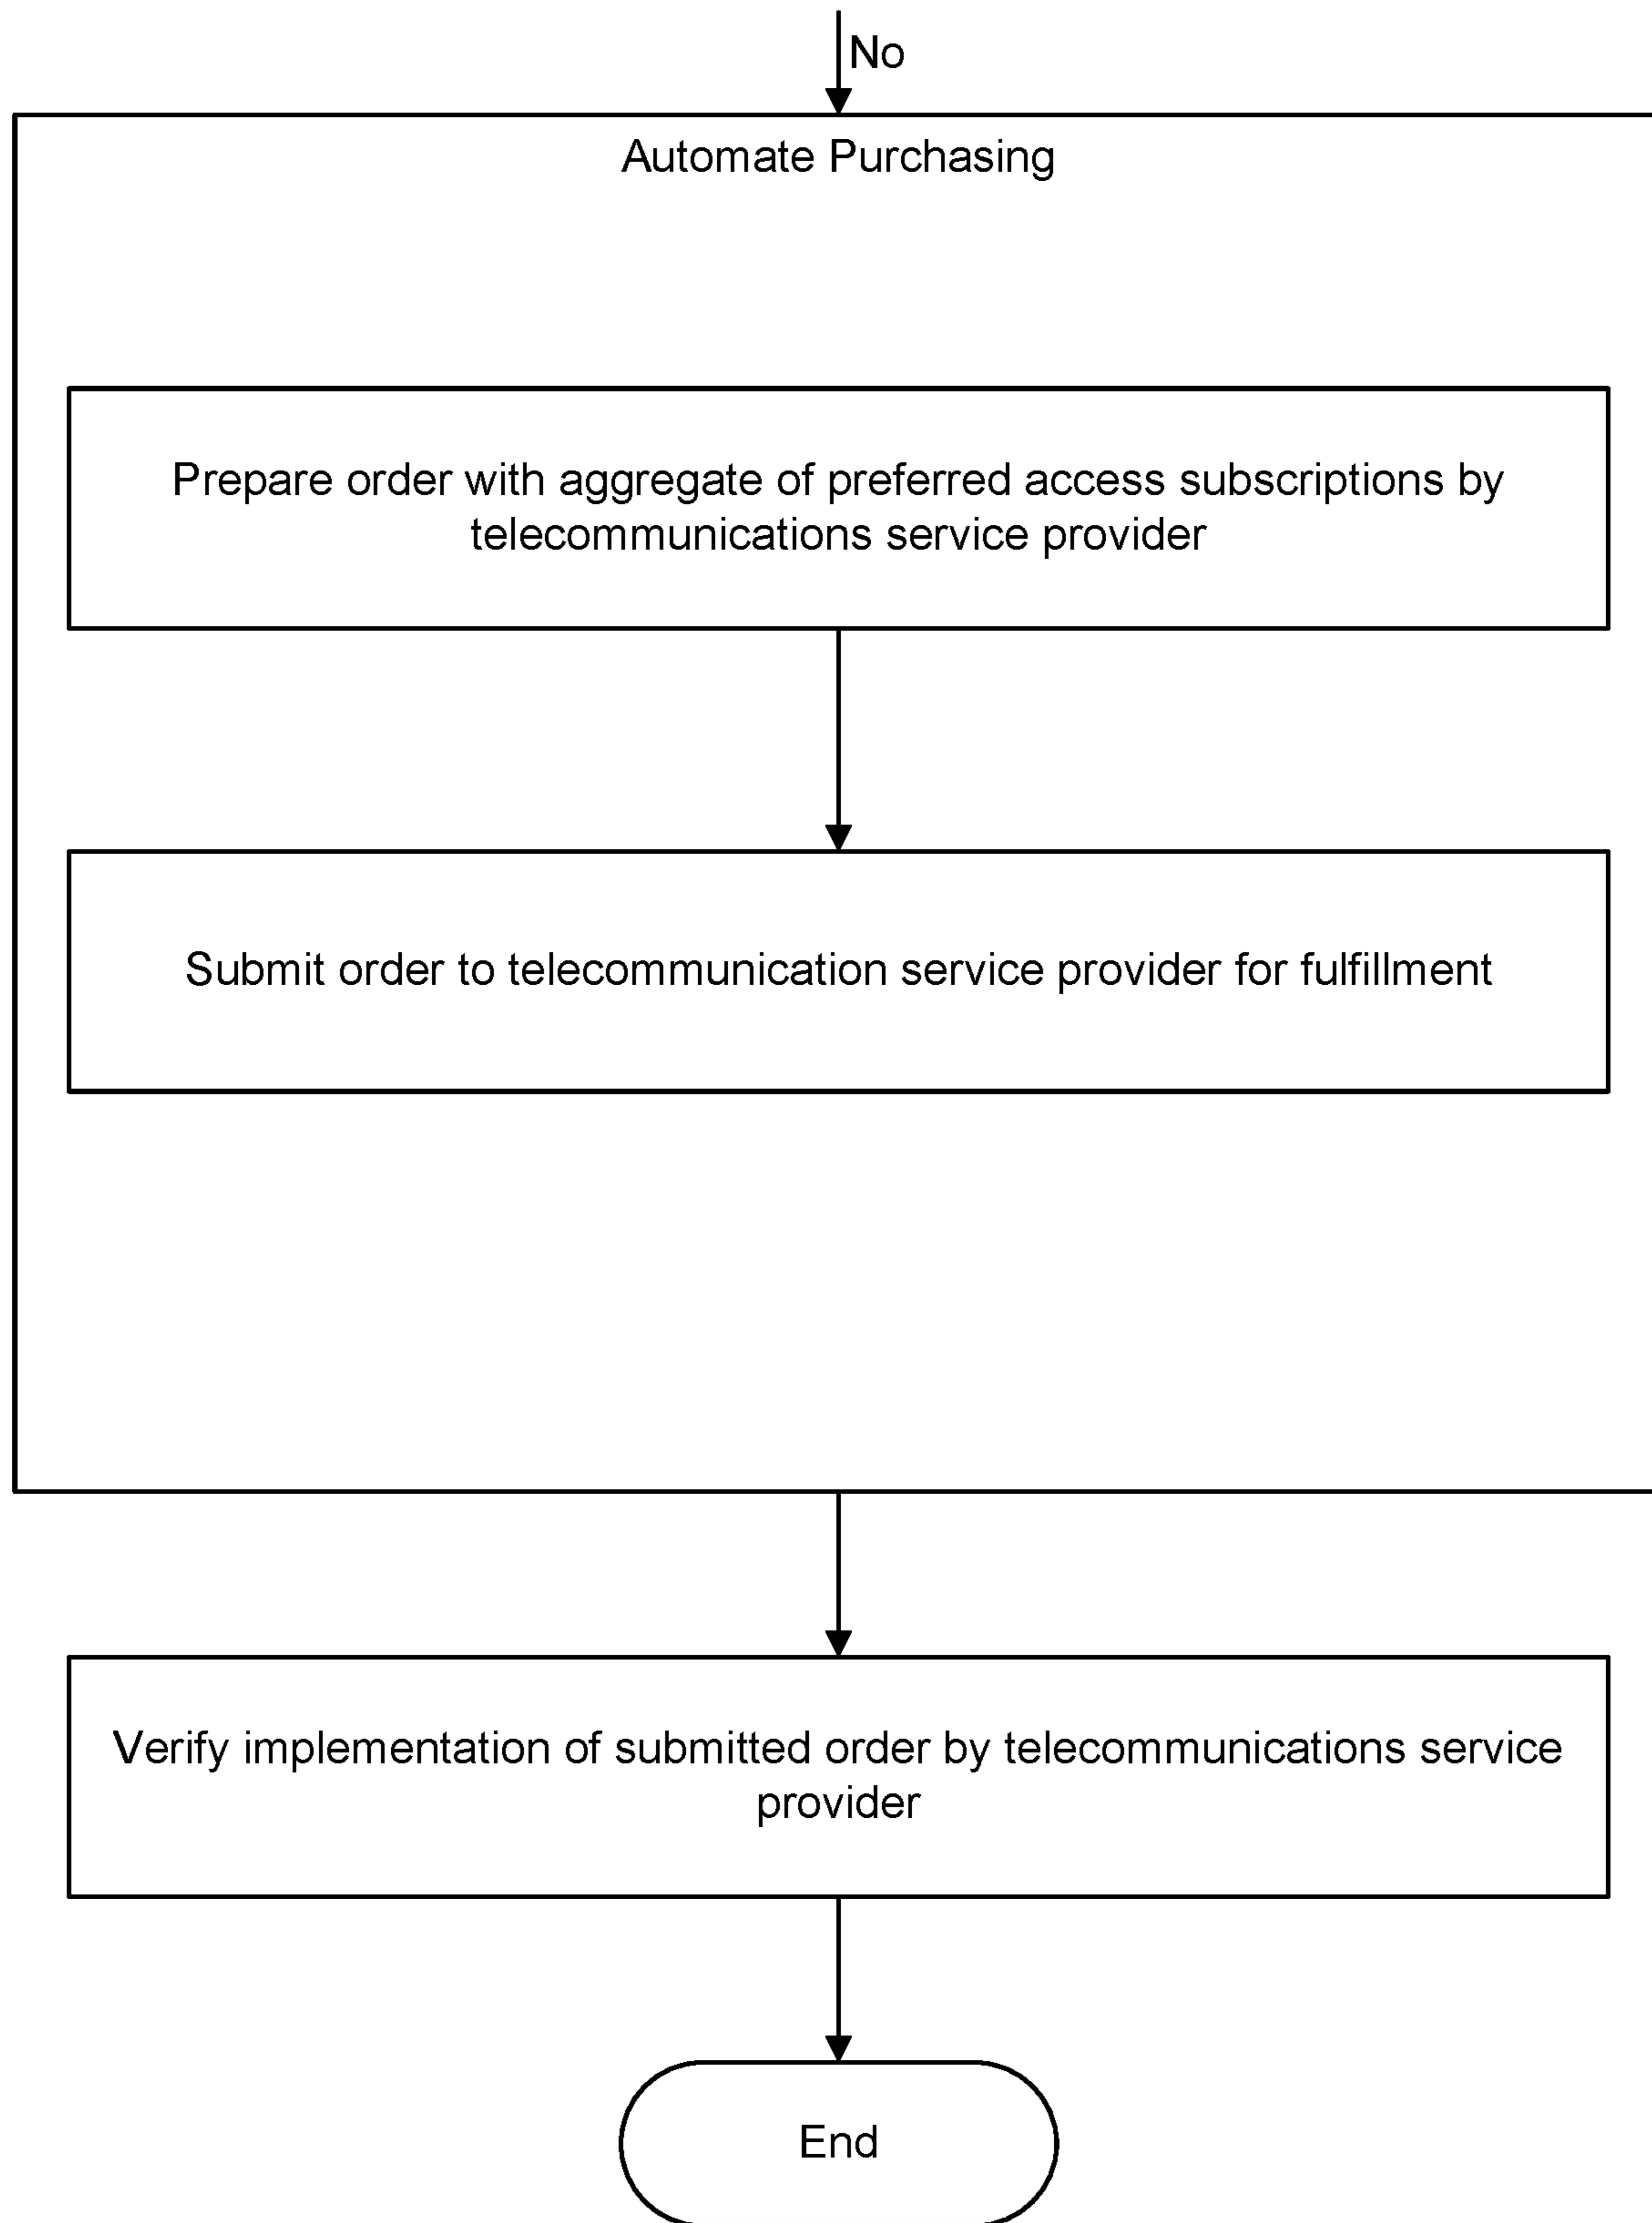 No
Automate Purchasing
Prepare order with aggregate of preferred access subscriptions by
telecommunications service provider
Submit order to telecommunication service provider for fulfillment
Verify implementation of submitted order by telecommunications service
provider
End